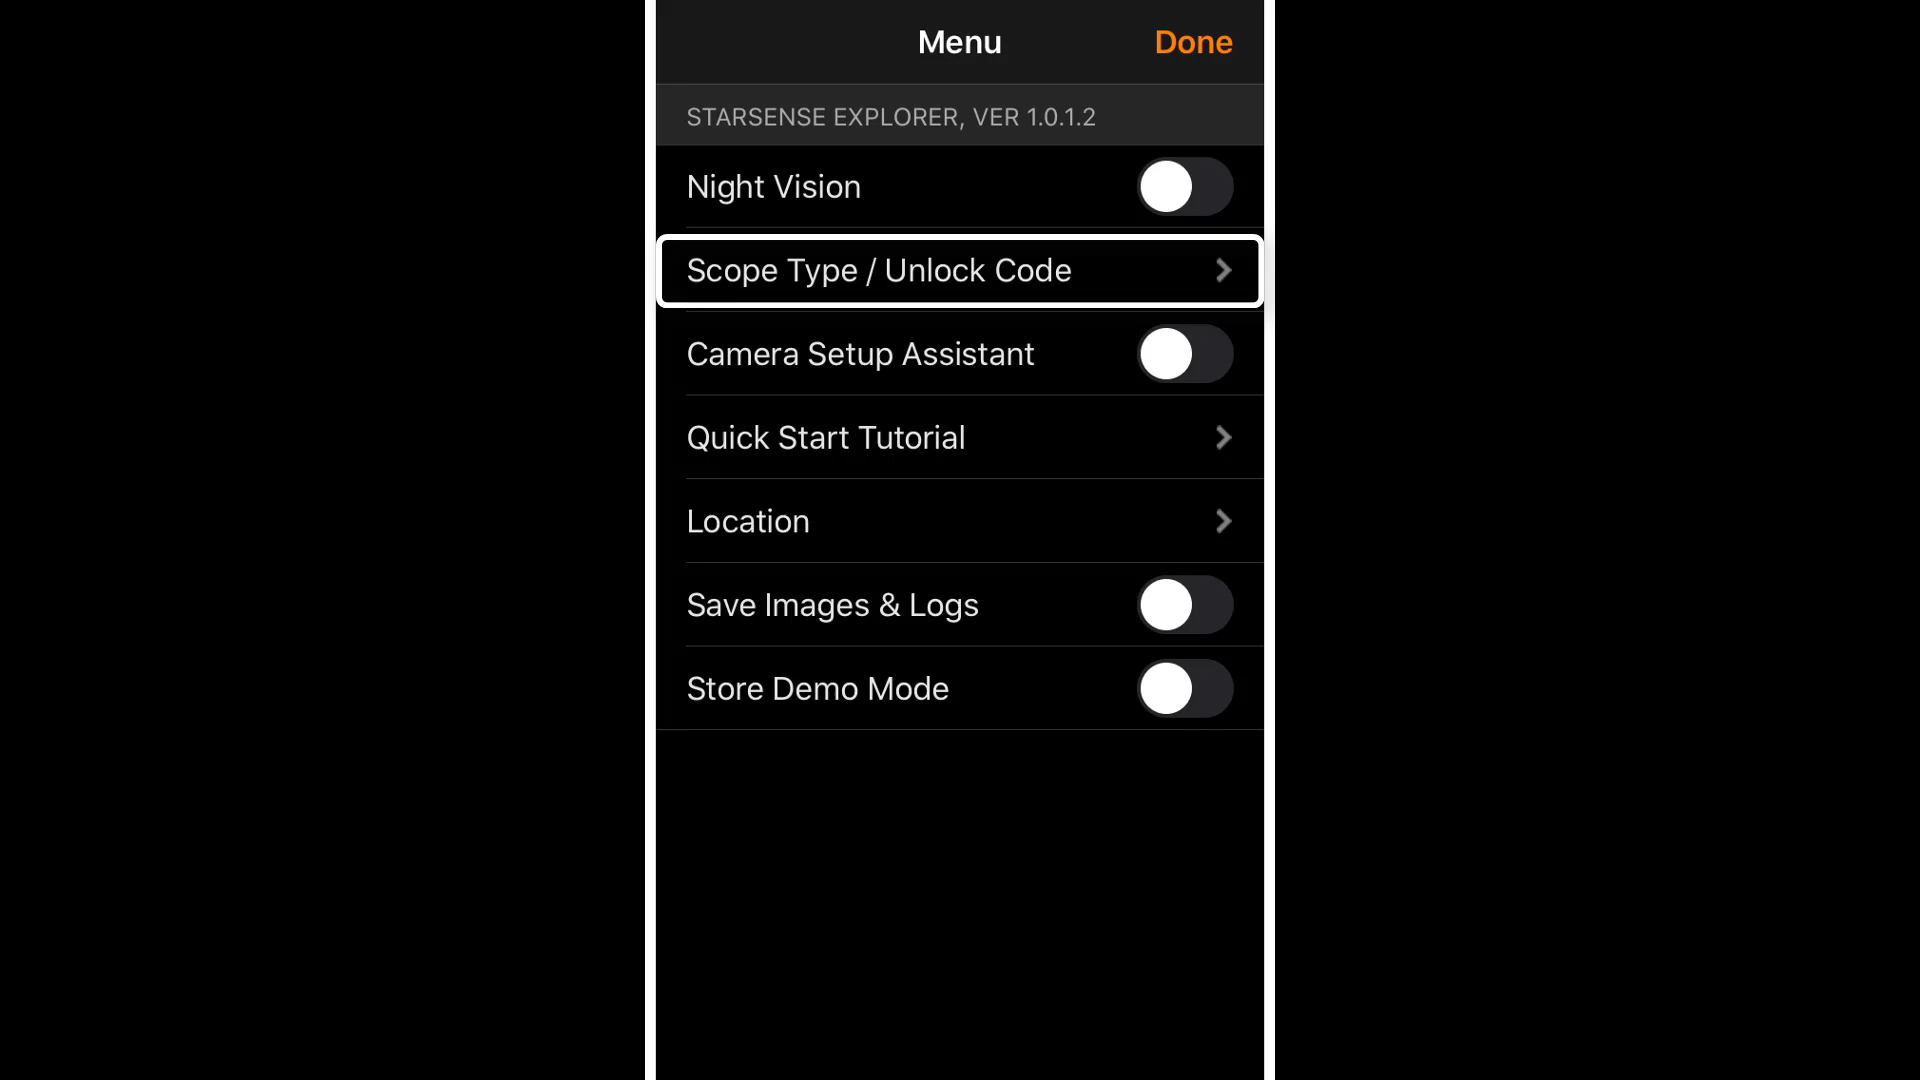 Menu
Done
STARSENSE EXPLORER, VER 1.0.1.2
Night Vision
Scope Type / Unlock Code
Camera Setup Assistant
Quick Start Tutorial
Location
Save Images & Logs
Store Demo Mode